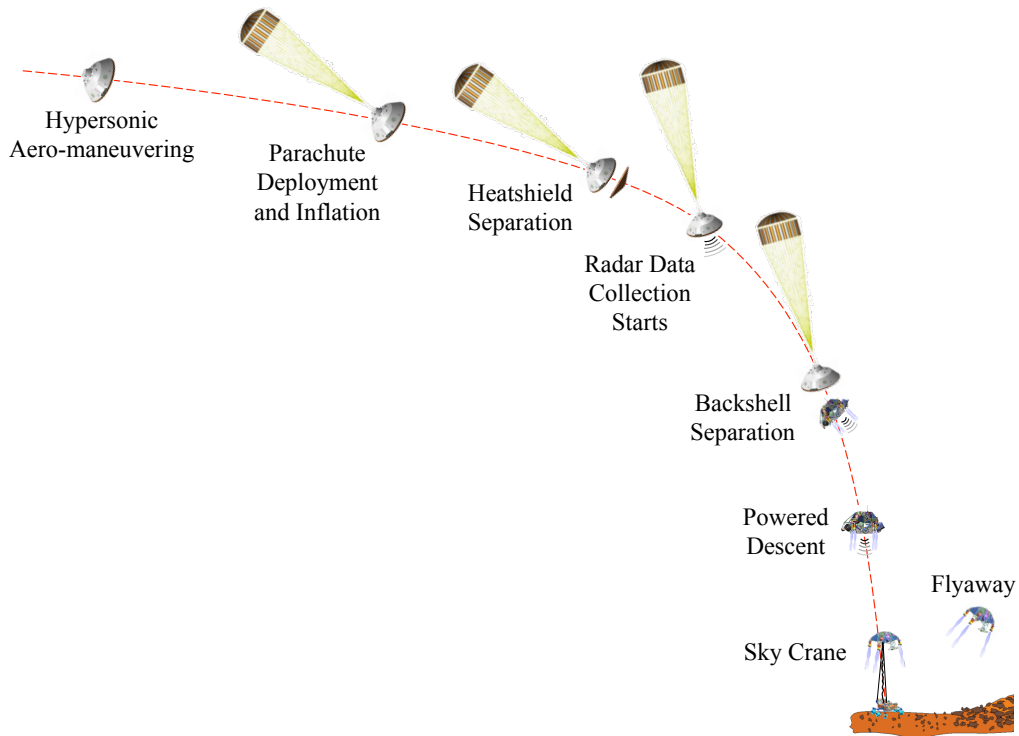 Hypersonic
Aero-maneuvering
Parachute
Deployment
and Inflation
Heatshield
Separation
Radar Data
Collection
Starts
Backshell
Separation
Powered
Descent
Flyaway
Sky Crane